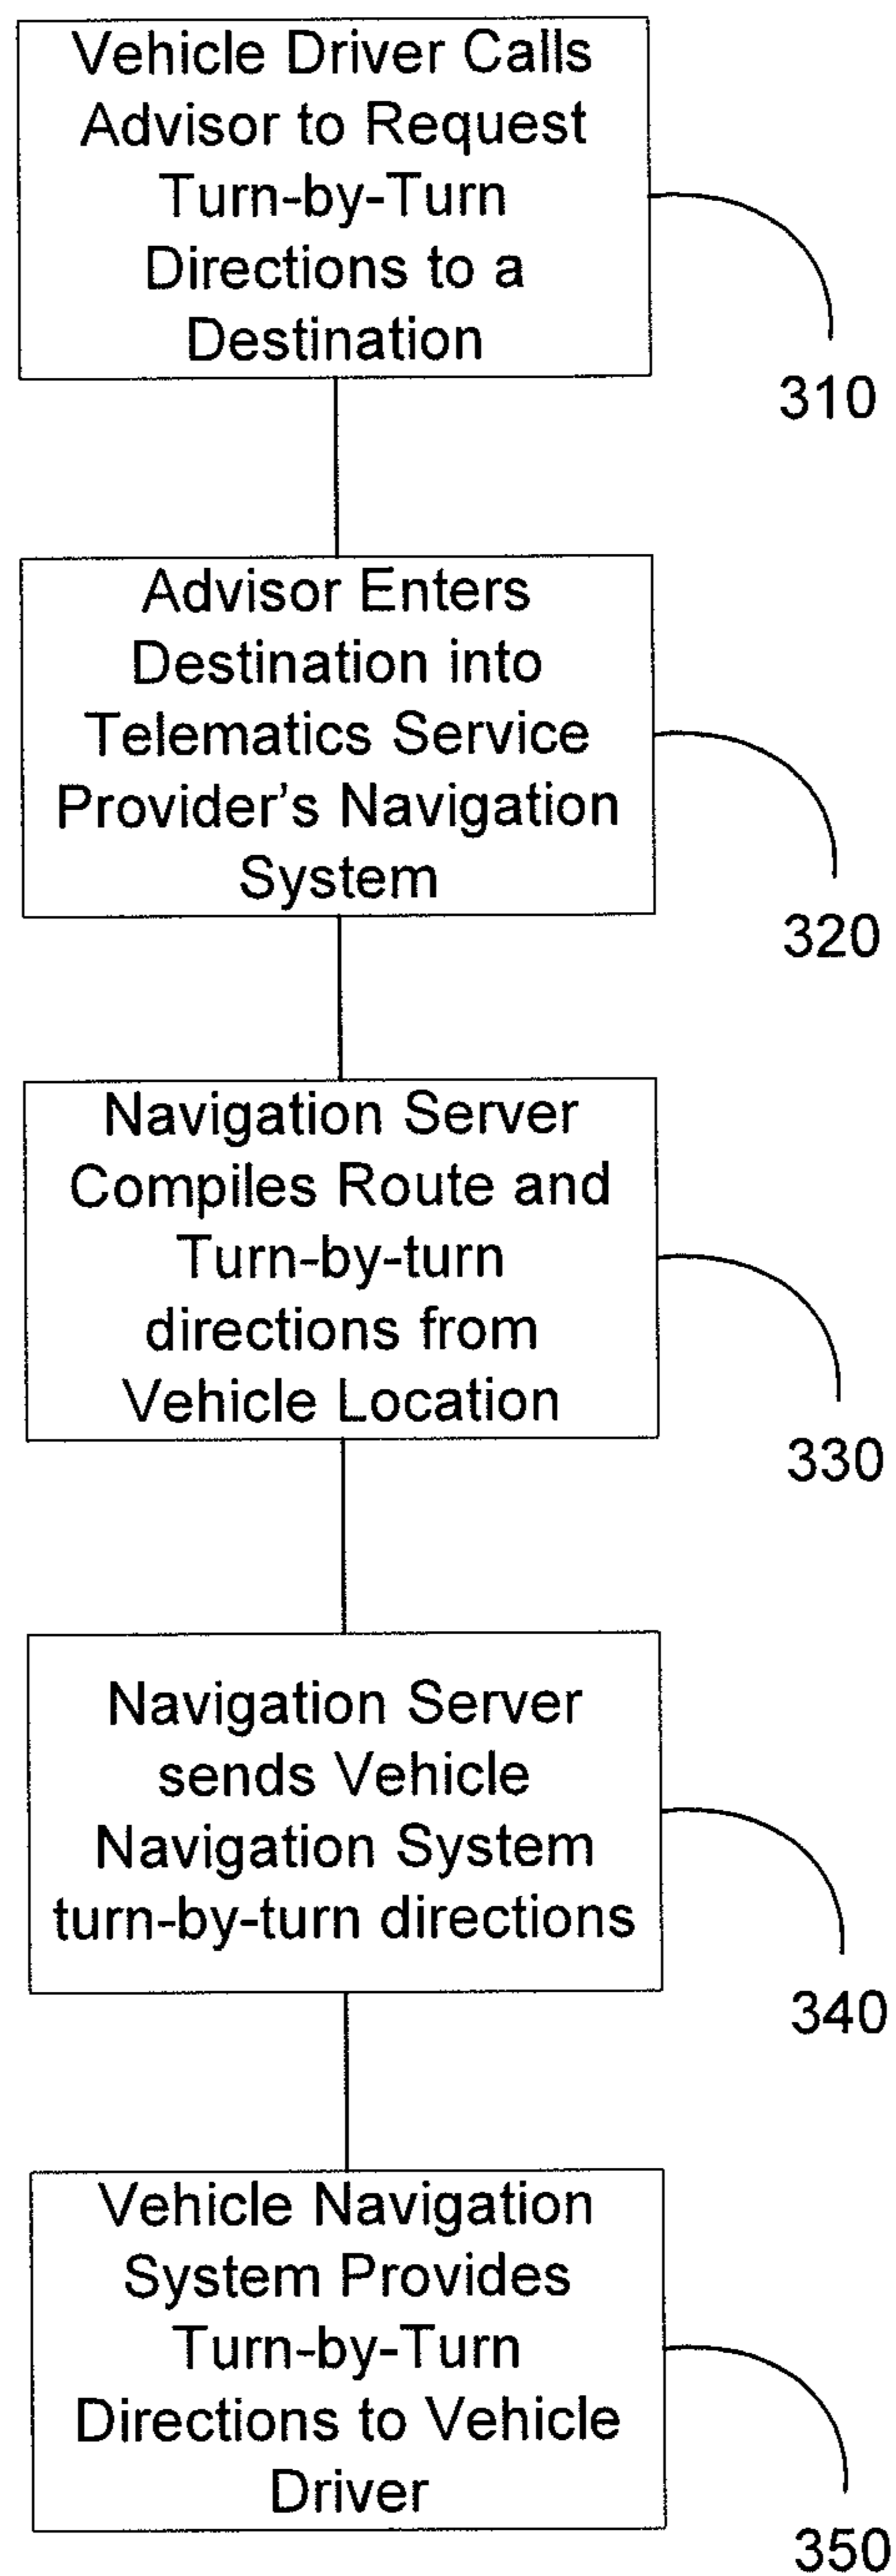 Vehicle Driver Calls
Advisor to Request
Turn-by-Turn
Directions to a
Destination
310
Advisor Enters
Destination into
Telematics Service
Provider's Navigation
System
320
Navigation Server
Compiles Route and
Turn-by-turn
directions from
Vehicle Location
330
Navigation Server
sends Vehicle
Navigation System
turn-by-turn directions
340
Vehicle Navigation
System Provides
Turn-by-Turn
Directions to Vehicle
Driver
350